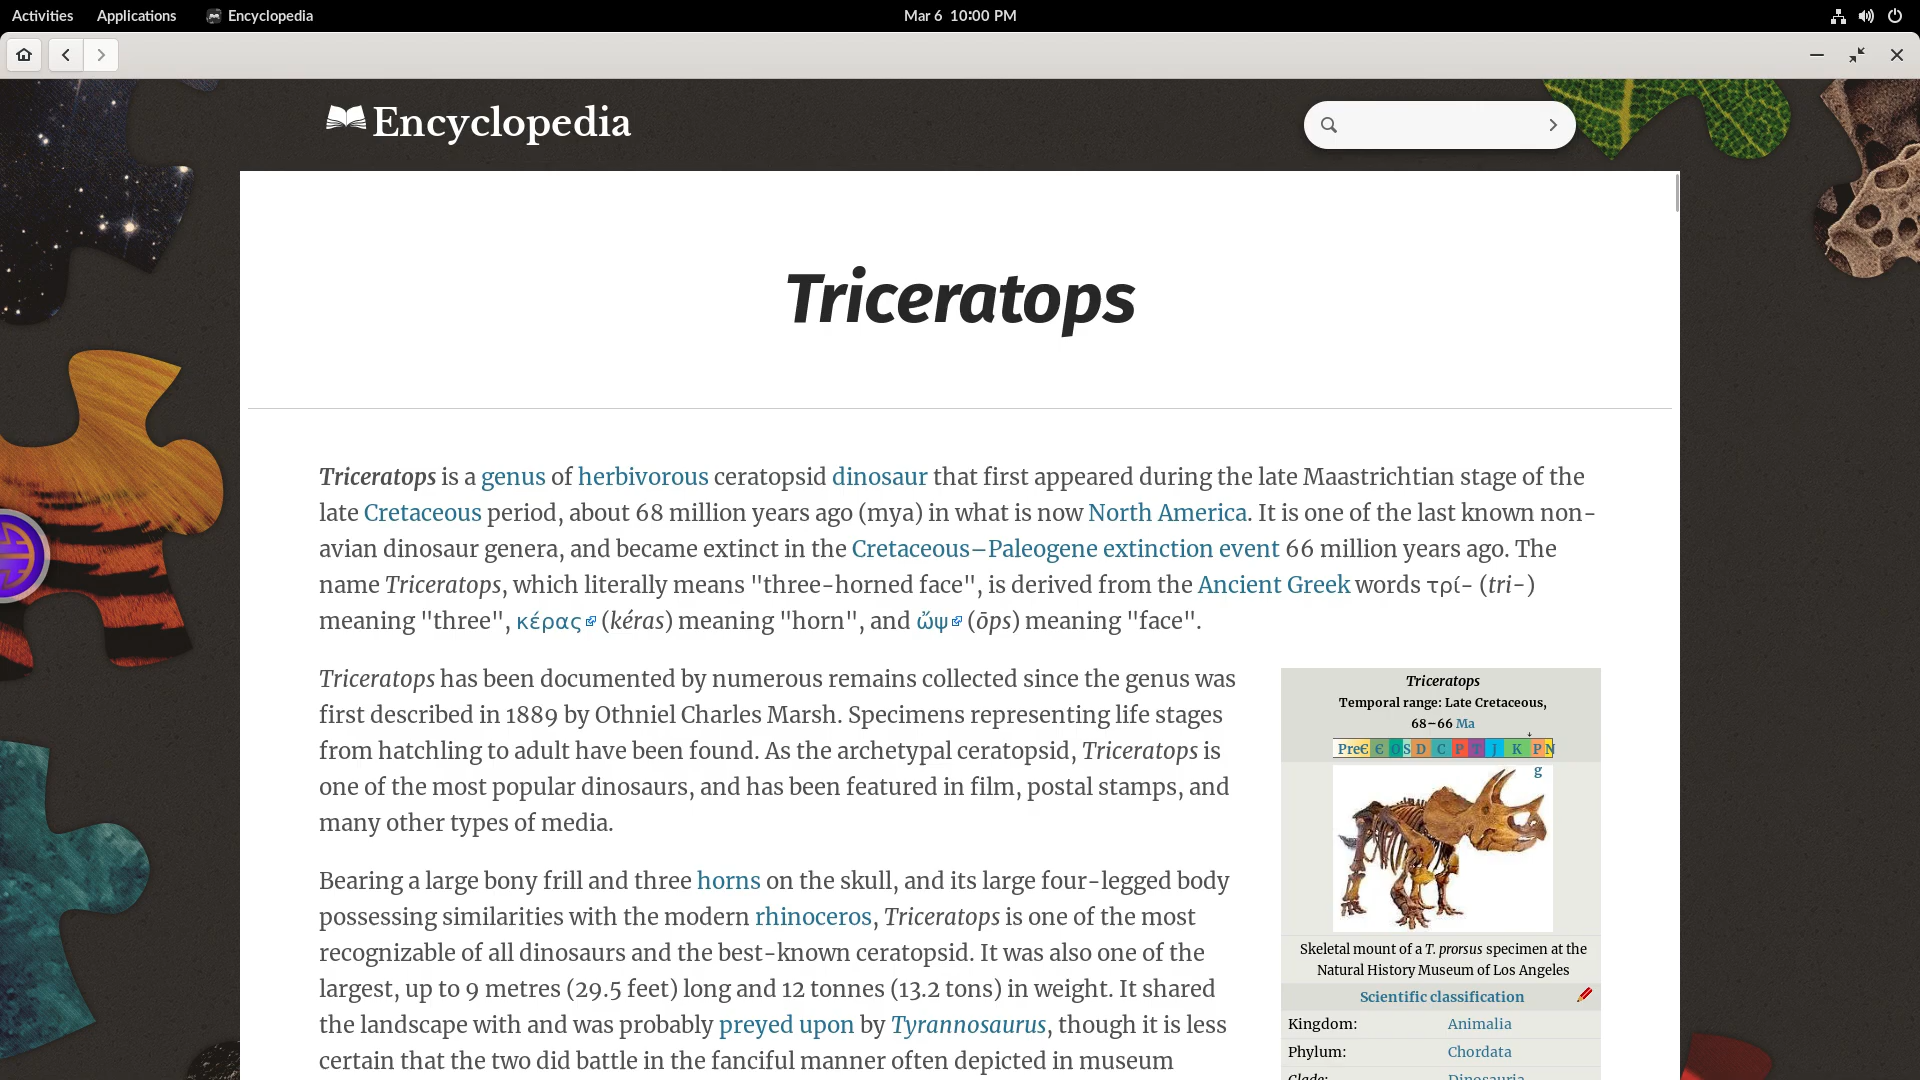 Activities Applications Encyclopedia Mar 6 10:00 PM
Encyclopedia
Triceratops
Triceratops is a genus of herbivorous ceratopsid dinosaur that first appeared during the late Maastrichtian stage of the
late Cretaceous period, about 68 million years ago (mya) in what is now North America. It is one of the last known non-
avian dinosaur genera, and became extinct in the Cretaceous–Paleogene extinction event 66 million years ago. The
name Triceratops, which literally means "three-horned face", is derived from the Ancient Greek words τρί- (tri-)
meaning "three", κέρας (kéras) meaning "horn", and ὤψ (ōps) meaning "face".
Triceratops has been documented by numerous remains collected since the genus was
first described in 1889 by Othniel Charles Marsh. Specimens representing life stages
from hatchling to adult have been found. As the archetypal ceratopsid, Triceratops is
one of the most popular dinosaurs, and has been featured in film, postal stamps, and
many other types of media.
Bearing a large bony frill and three horns on the skull, and its large four-legged body
possessing similarities with the modern rhinoceros, Triceratops is one of the most
recognizable of all dinosaurs and the best-known ceratopsid. It was also one of the
largest, up to 9 metres (29.5 feet) long and 12 tonnes (13.2 tons) in weight. It shared
the landscape with and was probably preyed upon by Tyrannosaurus, though it is less
certain that the two did battle in the fanciful manner often depicted in museum
Triceratops
Temporal range: Late Cretaceous,
68–66 Ma
↓
PreЄ Є O S D C P T J K Pg N
Skeletal mount of a T. prorsus specimen at the
Natural History Museum of Los Angeles
Scientific classification
Kingdom: Animalia
Phylum: Chordata
Clade: Dinosauria